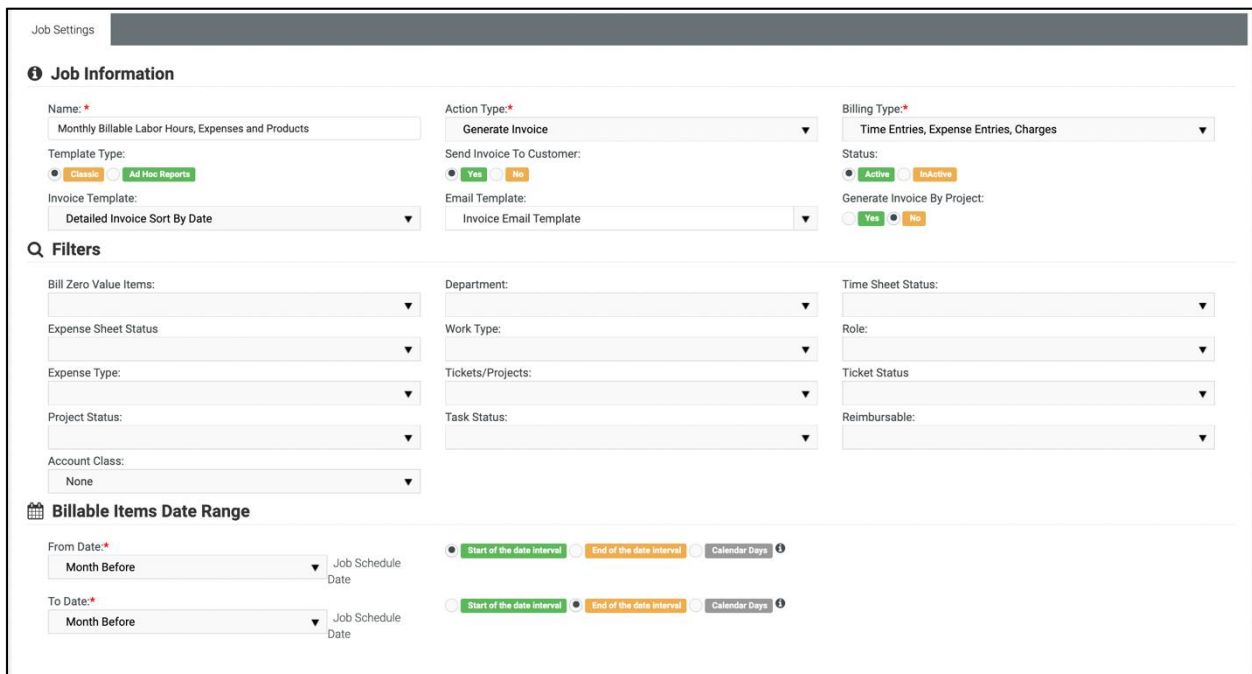 Job Settings
Job Information
Name: * Action Type:* Billing Type:*
Monthly Billable Labor Hours, Expenses and Products Generate Invoice Time Entries, Expense Entries, Charges
Template Type: Send Invoice To Customer: Status:
Classic Ad Hoc Reports Yes No Active InActive
Invoice Template: Email Template: Generate Invoice By Project:
Detailed Invoice Sort By Date Invoice Email Template Yes No
Filters
Bill Zero Value Items: Department: Time Sheet Status:
Expense Sheet Status Work Type: Role:
Expense Type: Tickets/Projects: Ticket Status
Project Status: Task Status: Reimbursable:
Account Class:
None
Billable Items Date Range
From Date:* Start of the date interval End of the date interval Calendar Days
Month Before Job Schedule
Date
To Date:* Start of the date interval End of the date interval Calendar Days
Month Before Job Schedule
Date